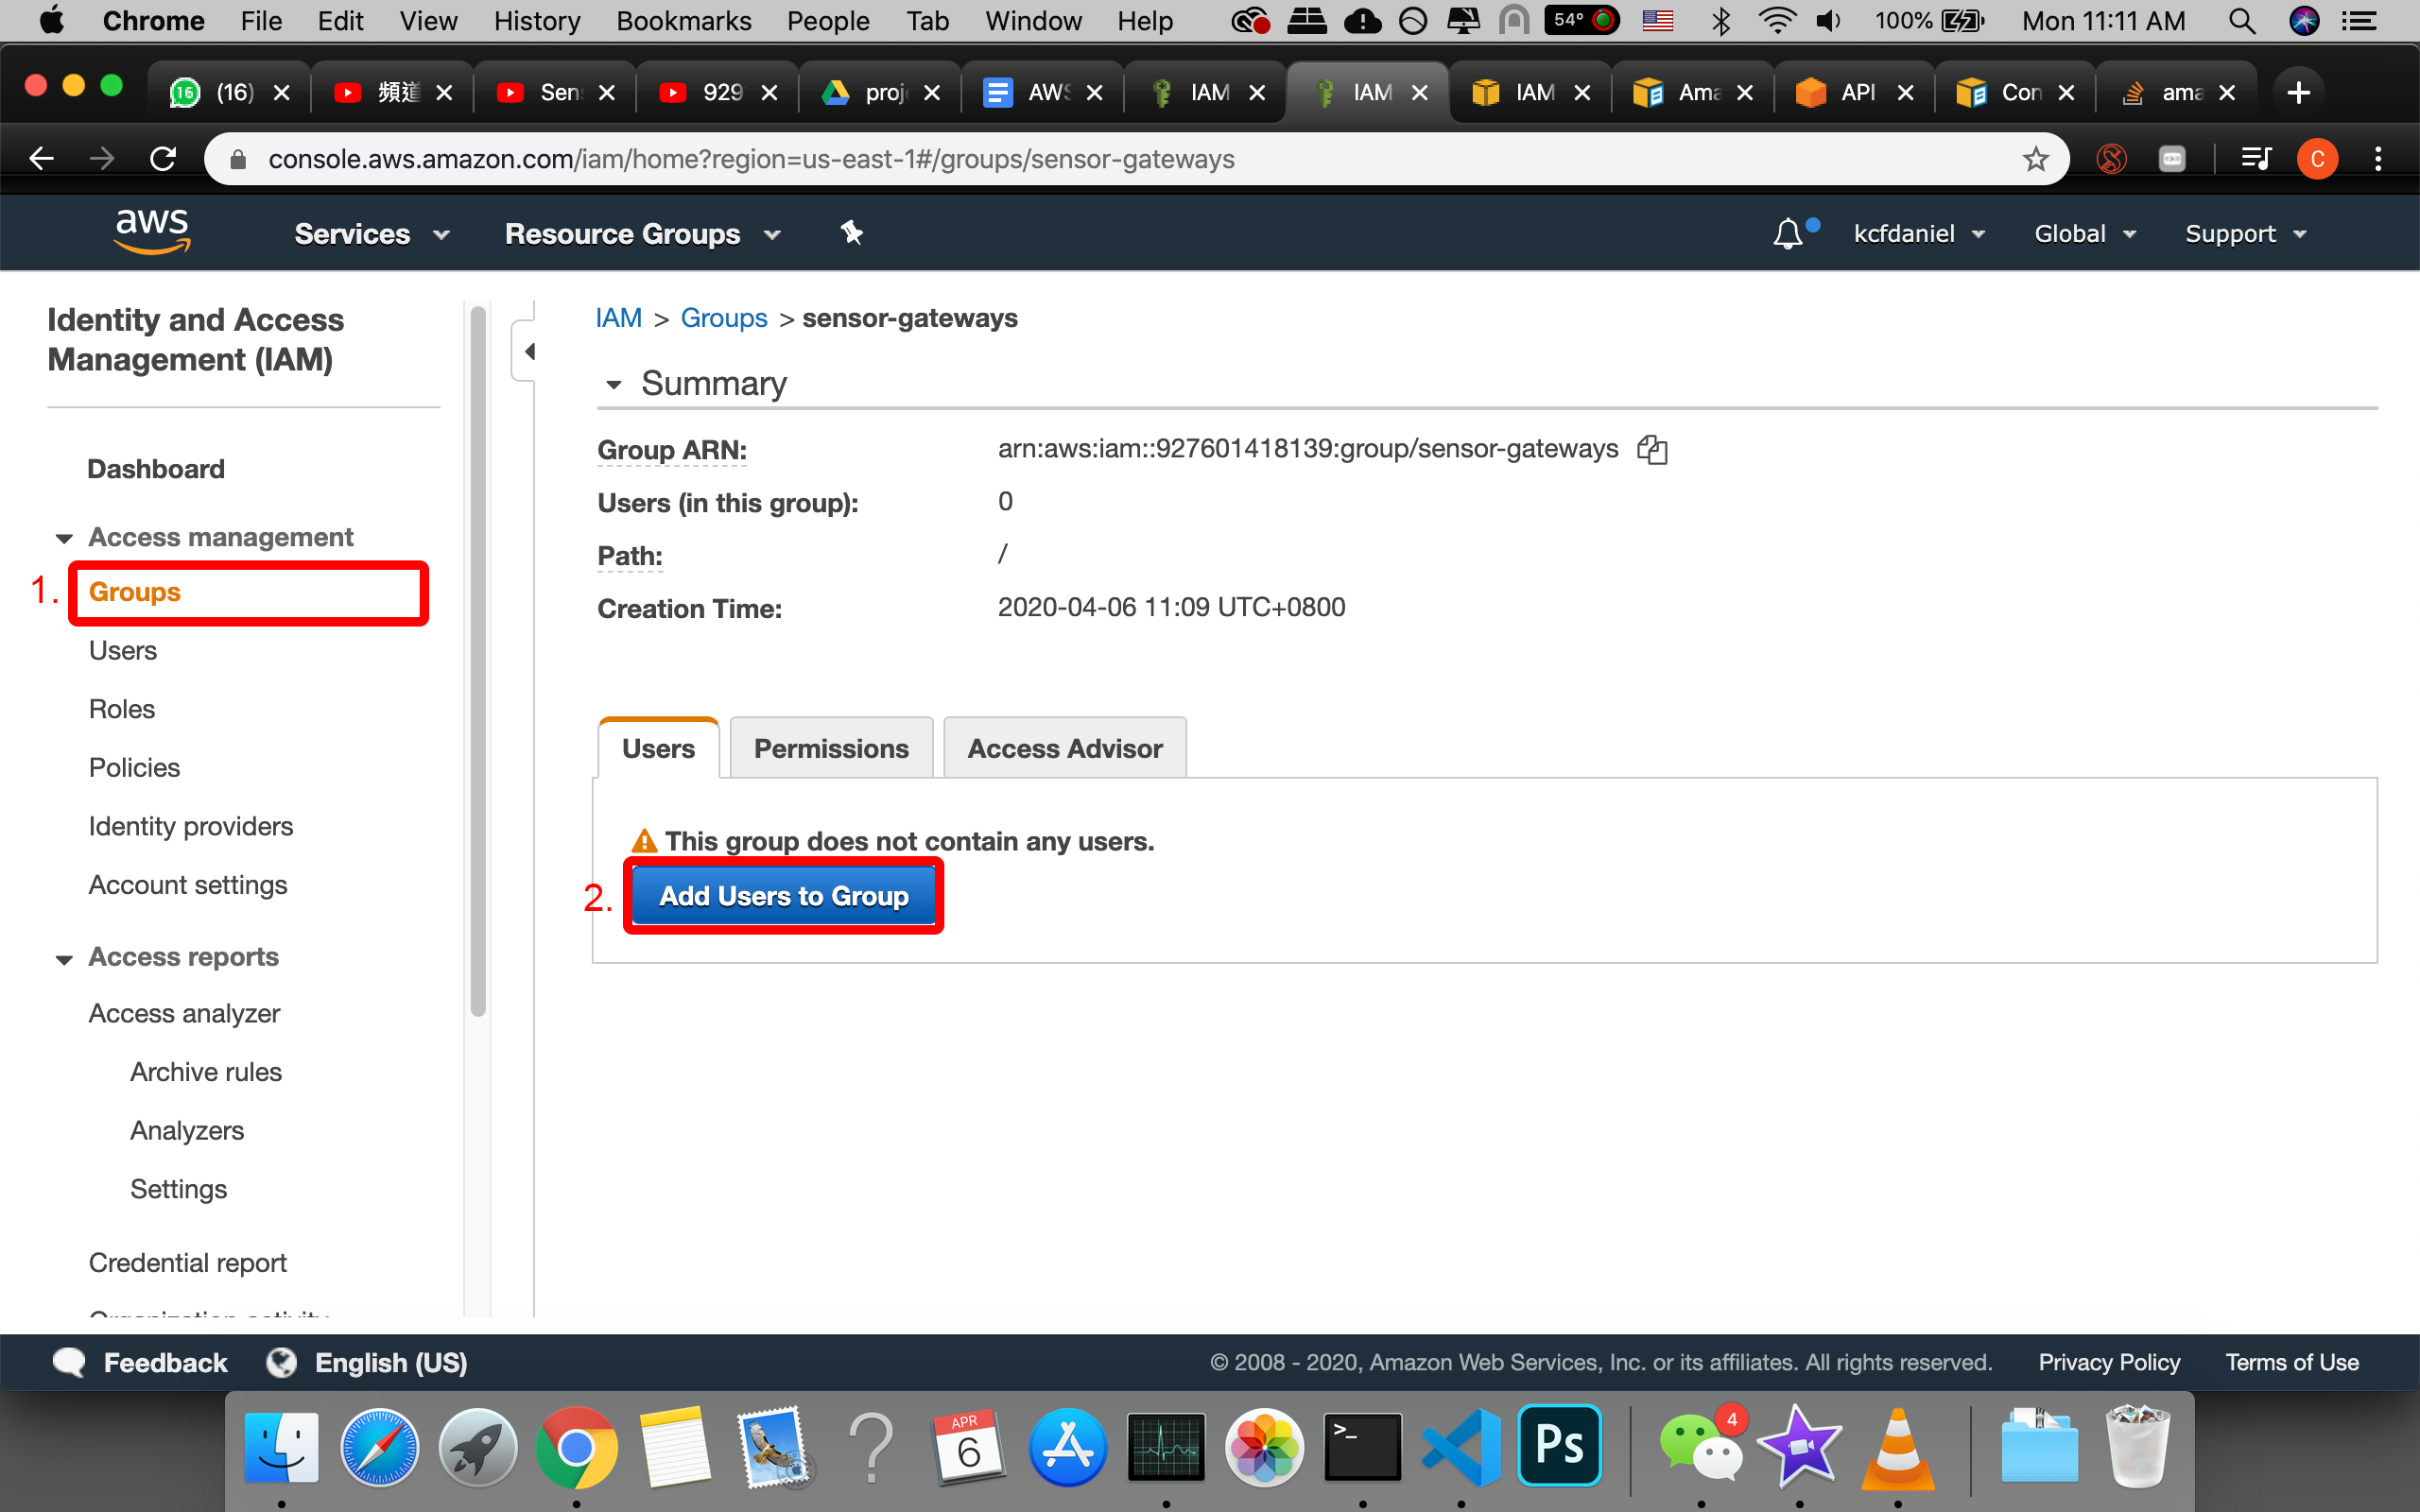 Chrome File Edit View History Bookmarks People Tab Window Help 54° 100% Mon 11:11 AM
16 (16) 頻道 Sen 929 proj AWS IAM IAM IAM Ama API Con ama
console.aws.amazon.com/iam/home?region=us-east-1#/groups/sensor-gateways C
aws Services Resource Groups kcfdaniel Global Support
Identity and Access
Management (IAM)
Dashboard
Access management
1. Groups
Users
Roles
Policies
Identity providers
Account settings
Access reports
Access analyzer
Archive rules
Analyzers
Settings
Credential report
Organization activity
IAM > Groups > sensor-gateways
Summary
Group ARN: arn:aws:iam::927601418139:group/sensor-gateways
Users (in this group): 0
Path: /
Creation Time: 2020-04-06 11:09 UTC+0800
Users Permissions Access Advisor
This group does not contain any users.
2. Add Users to Group
Feedback English (US) © 2008 - 2020, Amazon Web Services, Inc. or its affiliates. All rights reserved. Privacy Policy Terms of Use
APR
6
>_
Ps
4